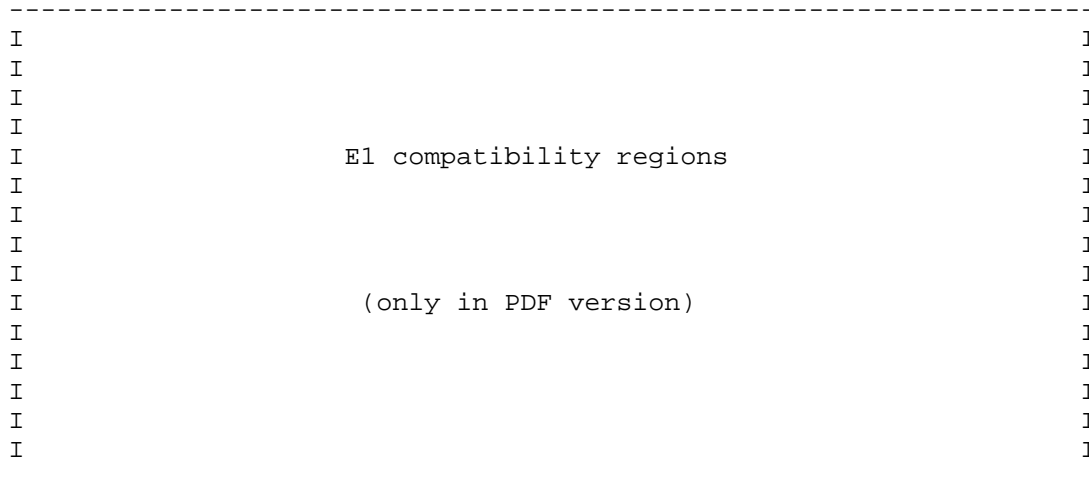 --------------------------------------------------------------------
I I
I I
I I
I I
I E1 compatibility regions I
I I
I I
I I
I I
I (only in PDF version) I
I I
I I
I I
I I
I I